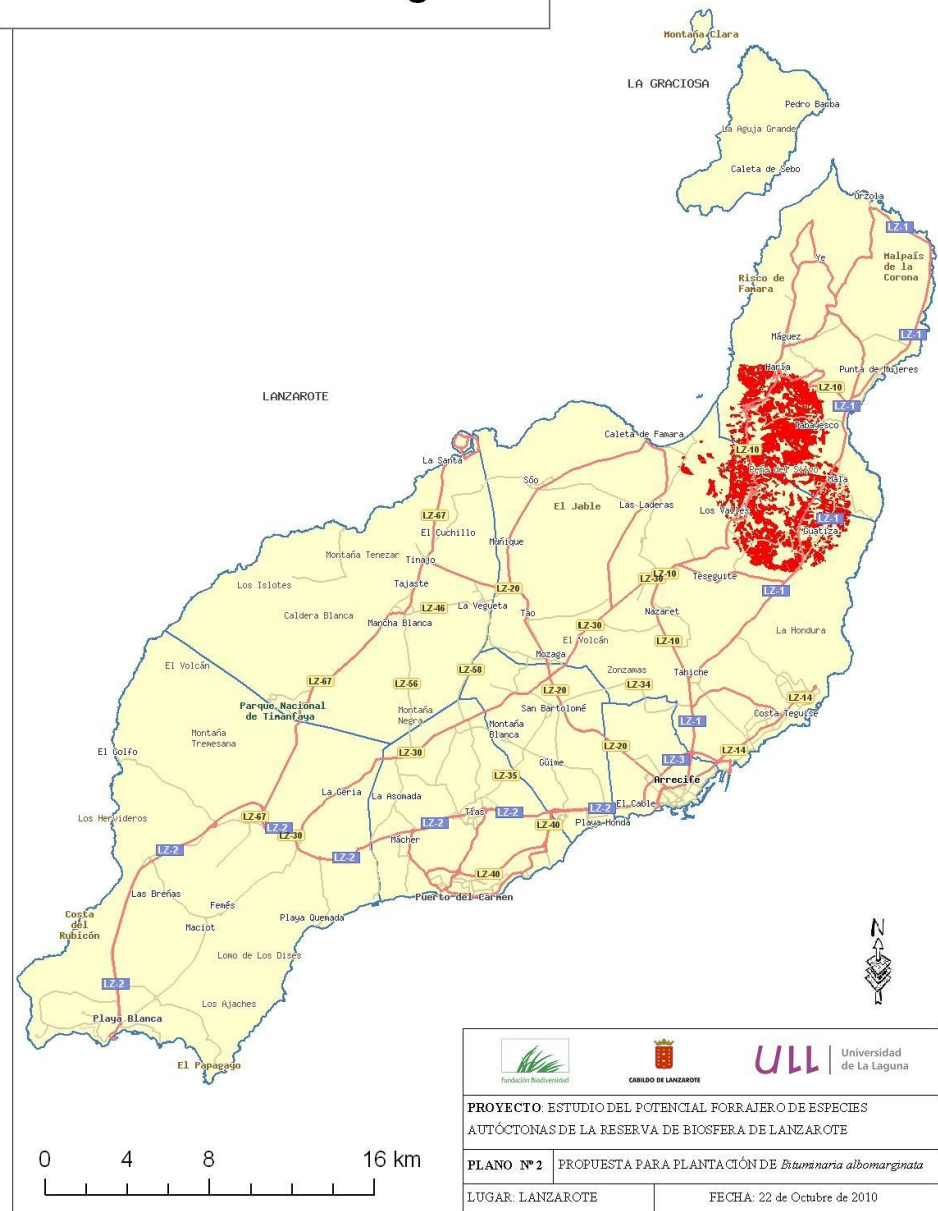 Montaña Clara
LA GRACIOSA
Pedro Barba
La Aguja Grande
Caleta de Sebo
Órzola
LZ-1
Ye
Malpaís
de la
Corona
Risco de
Famara
LZ-1
Máguez
Haría
Punta de Mujeres
LZ-10
LZ-1
LANZAROTE
Tabayesco
Caleta de Famara
LZ-10
La Santa
Mala
Sóo
El Jable
Las Laderas
Los Valles
LZ-1
LZ-67
El Cuchillo
Guatiza
Muñique
Montaña Tenezar
Tinajo
Los Islotes
Tajaste
LZ-20
LZ-30
LZ-10
Teseguite
LZ-1
Caldera Blanca
LZ-46
La Vegueta
Tao
Nazaret
Mancha Blanca
LZ-30
La Hondura
El Volcán
LZ-10
El Volcán
Mozaga
LZ-58
Zonzamas
Tahiche
LZ-67
LZ-56
LZ-20
LZ-34
LZ-14
Parque Nacional
de Timanfaya
Montaña
Negra
San Bartolomé
Costa Teguise
Montaña
Tremesana
Montaña
Blanca
LZ-1
El Golfo
LZ-30
LZ-20
LZ-14
Güime
LZ-3
LZ-35
Arrecife
La Geria
La Asomada
El Cable
Los Hervideros
LZ-67
Tías
LZ-2
LZ-2
LZ-2
LZ-30
LZ-2
LZ-40
Playa Honda
Mácher
LZ-2
LZ-2
LZ-40
Las Breñas
Puerto del Carmen
Femés
Costa
del
Rubicón
Maciot
Playa Quemada
Lomo de Los Dises
LZ-2
Los Ajaches
Playa Blanca
El Papagayo
N
0 4 8 16 km
Fundación Biodiversidad
CABILDO DE LANZAROTE
ULL
Universidad
de La Laguna
PROYECTO: ESTUDIO DEL POTENCIAL FORRAJERO DE ESPECIES
AUTÓCTONAS DE LA RESERVA DE BIOSFERA DE LANZAROTE
PLANO Nº 2 PROPUESTA PARA PLANTACIÓN DE Bituminaria albomarginata
LUGAR: LANZAROTE FECHA: 22 de Octubre de 2010